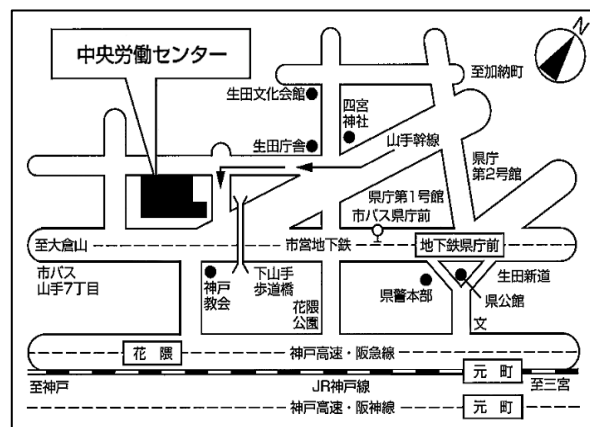 N
中央労働センター
至加納町
生田文化会館
四宮
神社
生田庁舎
山手幹線
県庁
第2号館
県庁第1号館
市バス県庁前
至大倉山
市営地下鉄
地下鉄県庁前
市バス
山手7丁目
神戸
教会
下山手
歩道橋
花隈
公園
県警本部
生田新道
県公館
文
花隈
神戸高速・阪急線
至神戸
JR神戸線
元町
至三宮
神戸高速・阪神線
元町